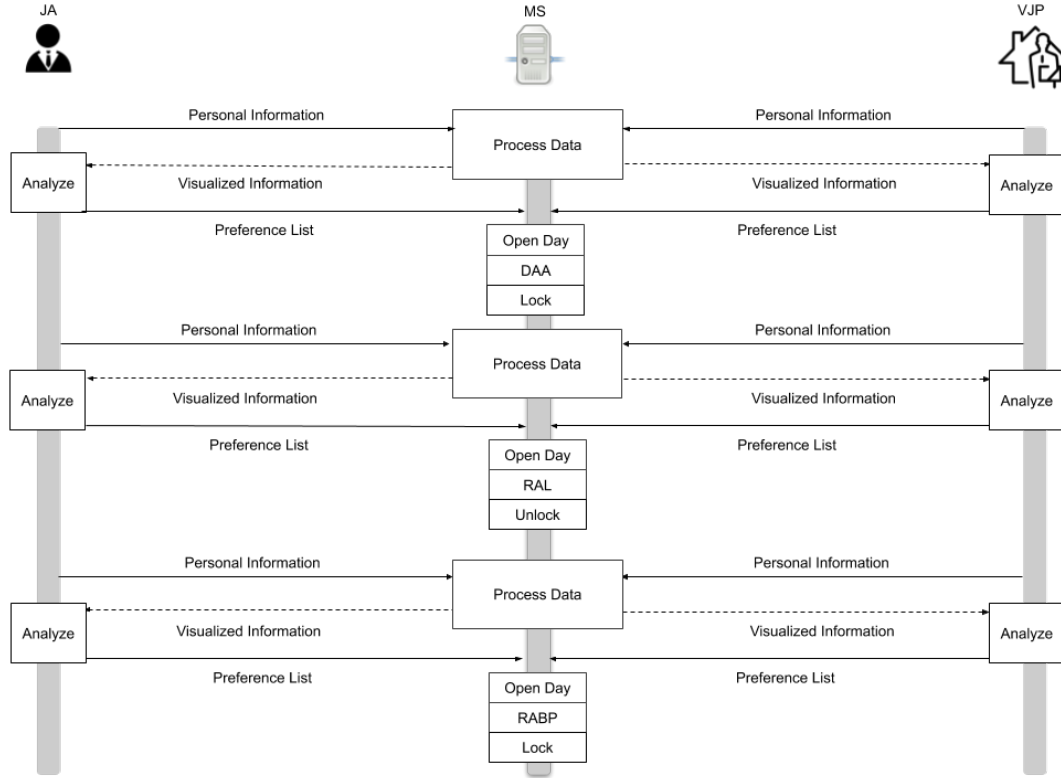 JA
MS
VJP
Personal Information
Personal Information
Process Data
Analyze
Visualized Information
Visualized Information
Analyze
Preference List
Preference List
Open Day
DAA
Lock
Personal Information
Personal Information
Process Data
Analyze
Visualized Information
Visualized Information
Analyze
Preference List
Preference List
Open Day
RAL
Unlock
Personal Information
Personal Information
Process Data
Analyze
Visualized Information
Visualized Information
Analyze
Preference List
Preference List
Open Day
RABP
Lock